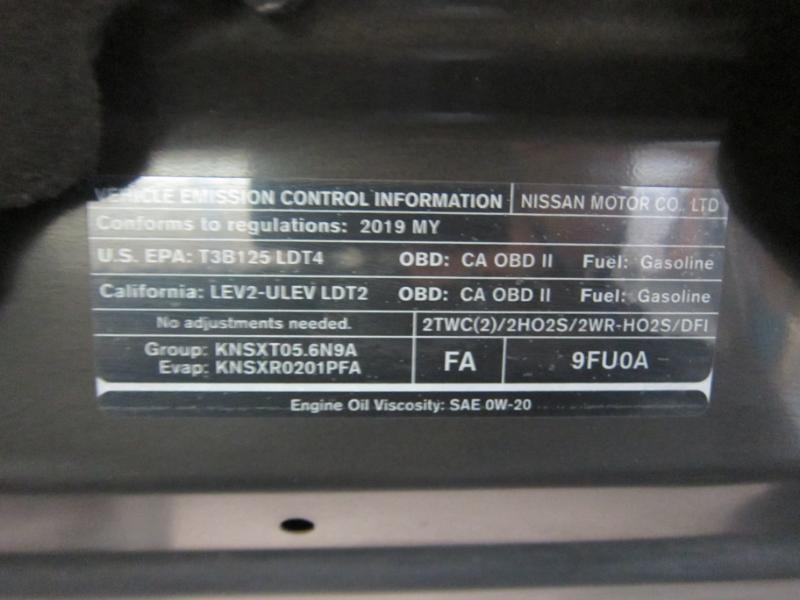 VEHICLE EMISSION CONTROL INFORMATION NISSAN MOTOR CO., LTD
Conforms to regulations: 2019 MY
U.S. EPA: T3B125 LDT4 OBD: CA OBD II Fuel: Gasoline
California: LEV2-ULEV LDT2 OBD: CA OBD II Fuel: Gasoline
No adjustments needed. 2TWC(2)/2HO2S/2WR-HO2S/DFI
Group: KNSXT05.6N9A
Evap: KNSXR0201PFA
FA 9FU0A
Engine Oil Viscosity: SAE 0W-20